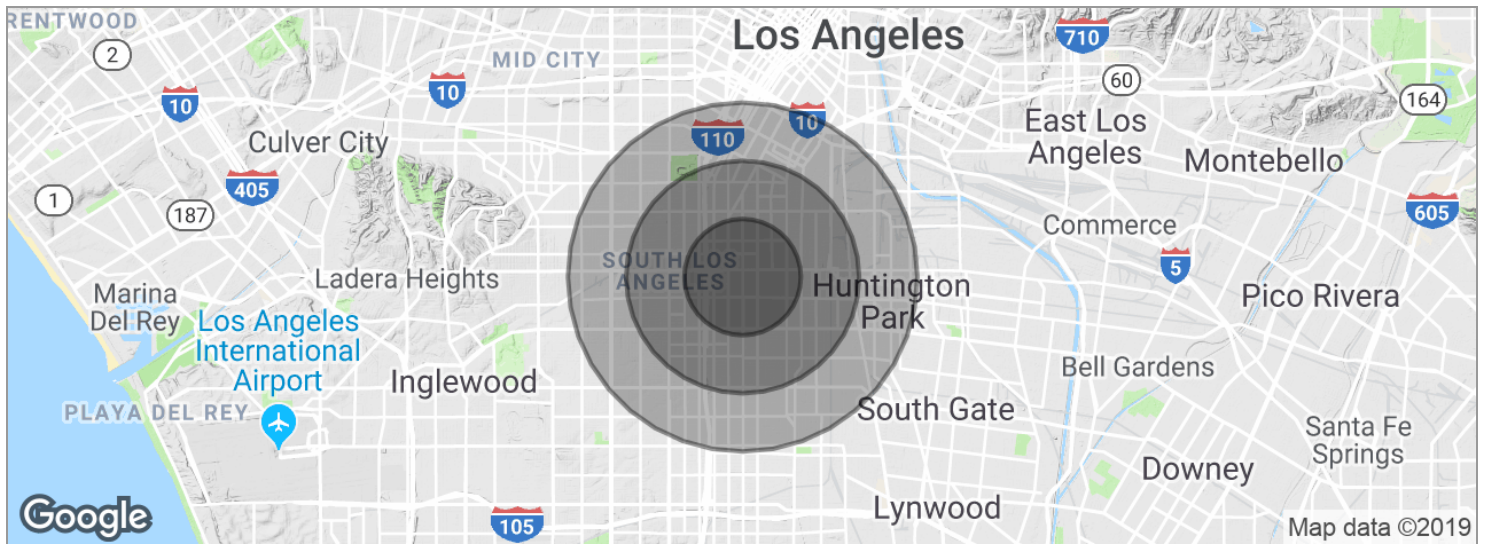 RENTWOOD
2
10
MID CITY
10
Los Angeles
710
60
164
Culver City
110
10
East Los
Angeles
Montebello
1
405
187
605
Commerce
5
SOUTH LOS
ANGELES
Ladera Heights
Huntington
Park
Marina
Del Rey
Pico Rivera
Los Angeles
International
Airport
Inglewood
Bell Gardens
PLAYA DEL REY
South Gate
Santa Fe
Springs
Downey
Google
105
Lynwood
Map data ©2019